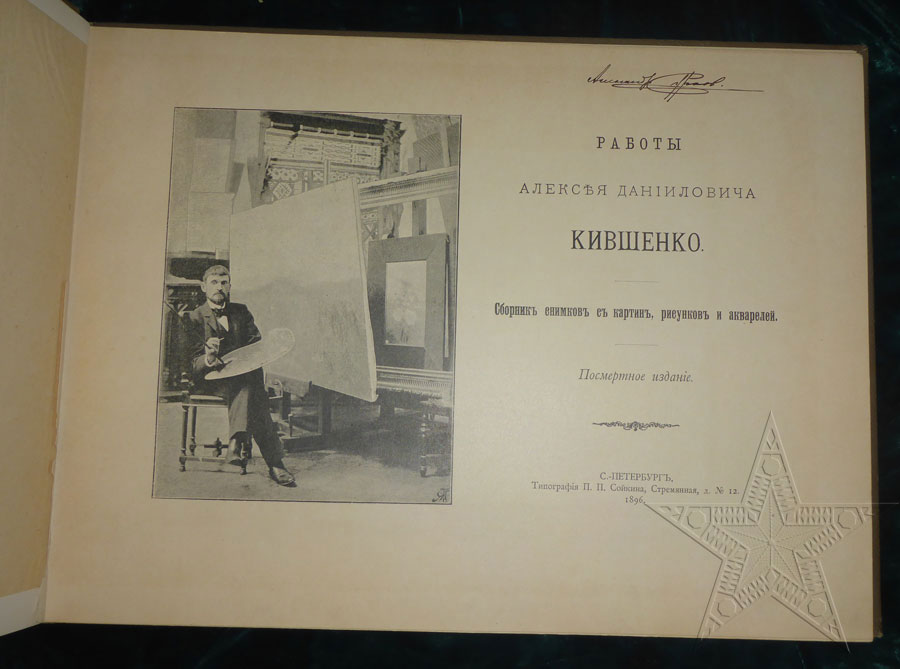 РАБОТЫ
АЛЕКСѢЯ ДАНІИЛОВИЧА
КИВШЕНКО.
Сборникъ снимковъ съ картинъ, рисунковъ и акварелей.
Посмертное изданіе.
С.-ПЕТЕРБУРГЪ,
Типографія П. П. Сойкина, Стремянная, д. № 12.
1896.